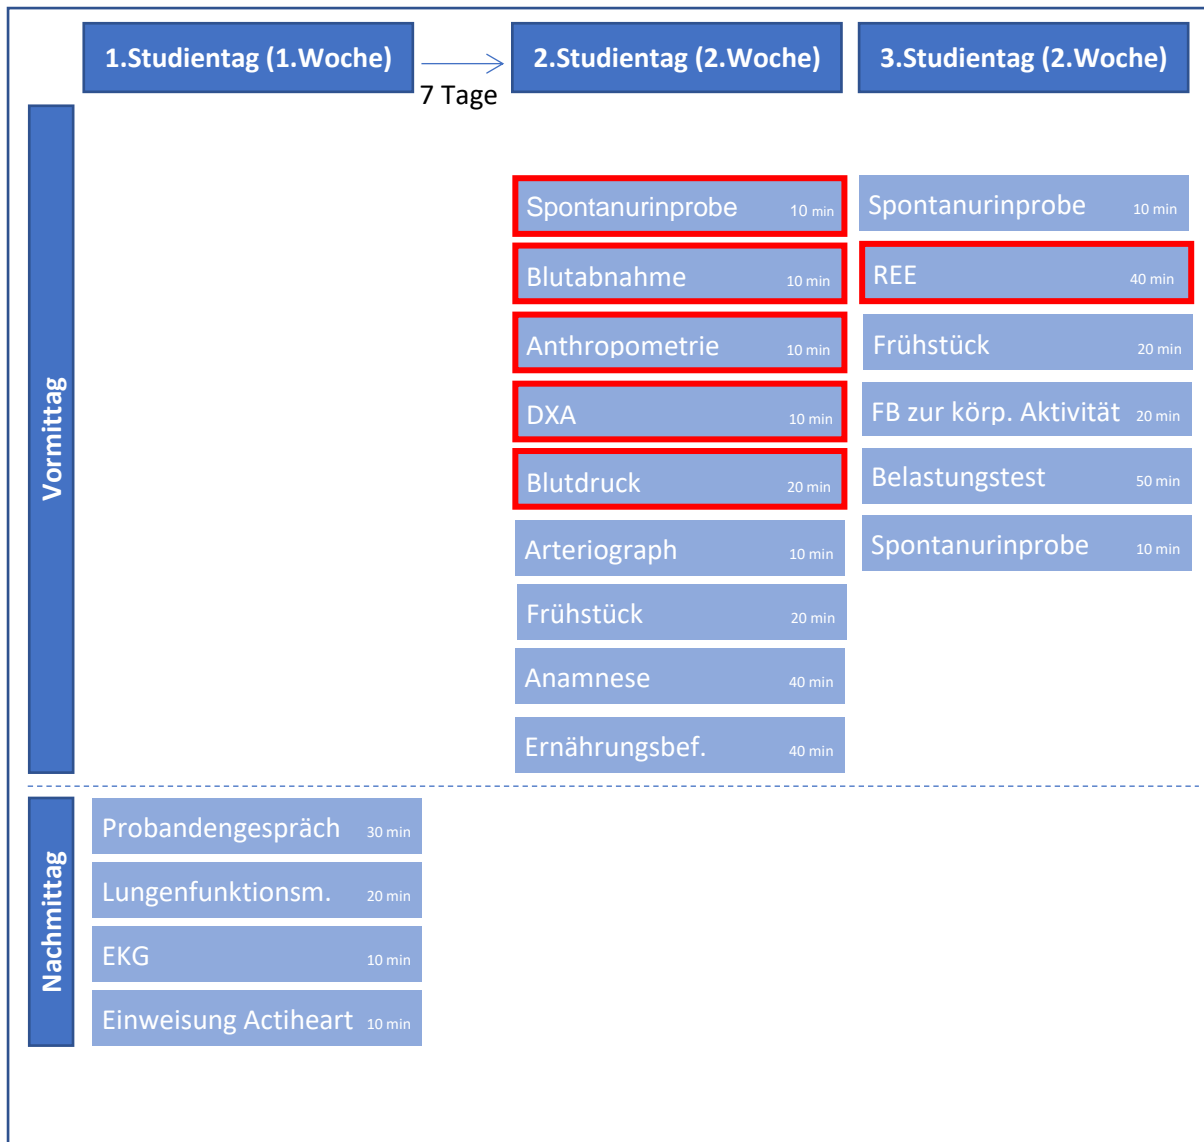 1.Studientag (1.Woche)
7 Tage
2.Studientag (2.Woche)
3.Studientag (2.Woche)
Vormittag
Spontanurinprobe 10 min
Blutabnahme 10 min
Anthropometrie 10 min
DXA 10 min
Blutdruck 20 min
Arteriograph 10 min
Frühstück 20 min
Anamnese 40 min
Ernährungsbef. 40 min
Spontanurinprobe 10 min
REE 40 min
Frühstück 20 min
FB zur körp. Aktivität 20 min
Belastungstest 50 min
Spontanurinprobe 10 min
Nachmittag
Probandengespräch 30 min
Lungenfunktionsm. 20 min
EKG 10 min
Einweisung Actiheart 10 min